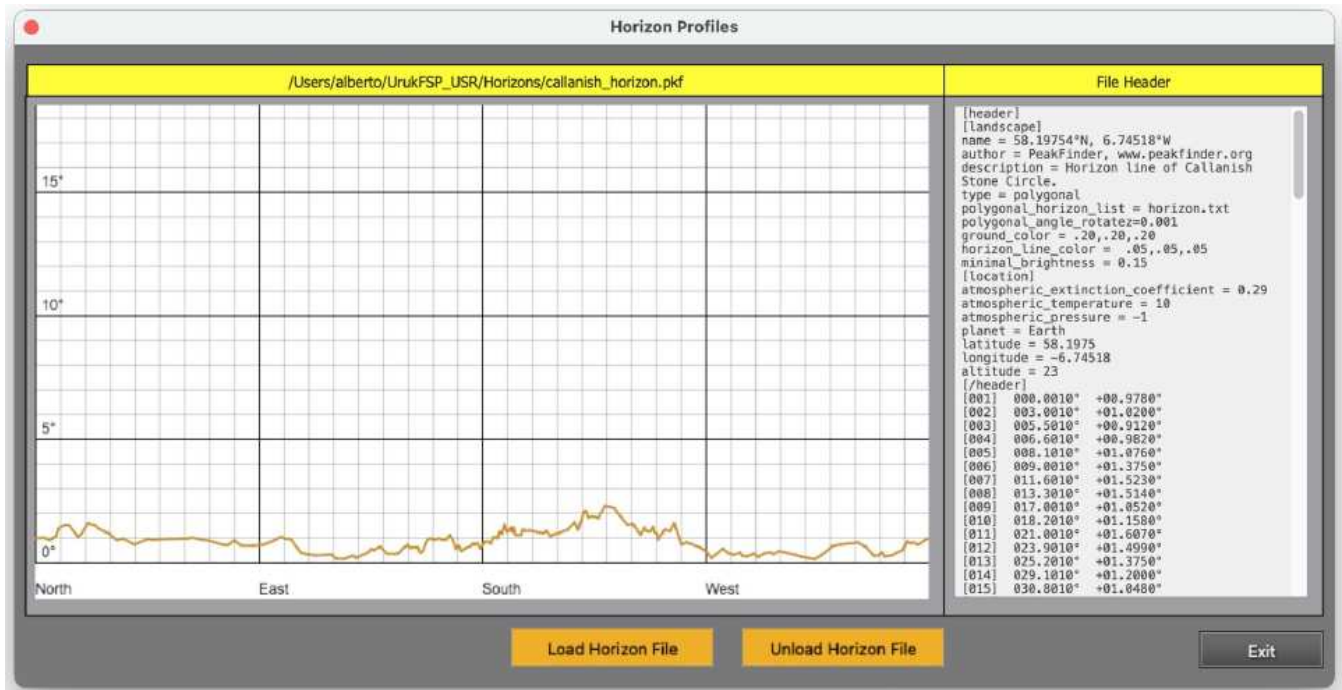 Horizon Profiles
/Users/alberto/UrukFSP_USR/Horizons/callanish_horizon.pkf
File Header
15°
10°
5°
0°
North East South West
[header]
[landscape]
name = 58.19754°N, 6.74518°W
author = PeakFinder, www.peakfinder.org
description = Horizon line of Callanish
Stone Circle.
type = polygonal
polygonal_horizon_list = horizon.txt
polygonal_angle_rotatez=0.001
ground_color = .20,.20,.20
horizon_line_color =  .05,.05,.05
minimal_brightness = 0.15
[location]
atmospheric_extinction_coefficient = 0.29
atmospheric_temperature = 10
atmospheric_pressure = -1
planet = Earth
latitude = 58.1975
longitude = -6.74518
altitude = 23
[/header]
[001] 000.0010° +00.9780°
[002] 003.0010° +01.0200°
[003] 005.5010° +00.9120°
[004] 006.6010° +00.9820°
[005] 008.1010° +01.0760°
[006] 009.0010° +01.3750°
[007] 011.6010° +01.5230°
[008] 013.3010° +01.5140°
[009] 017.0010° +01.0520°
[010] 018.2010° +01.1580°
[011] 021.0010° +01.6070°
[012] 023.9010° +01.4990°
[013] 025.2010° +01.3750°
[014] 029.1010° +01.2000°
[015] 030.8010° +01.0480°
Load Horizon File
Unload Horizon File
Exit